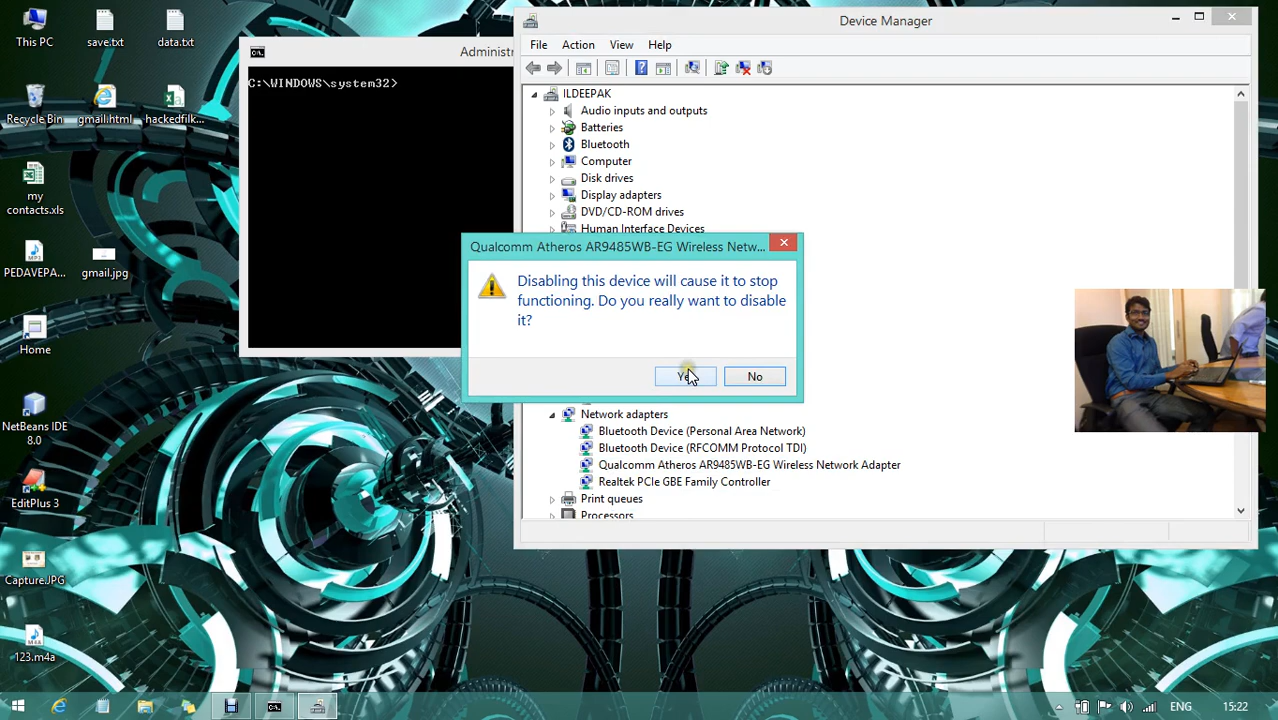 This PC
save.txt
data.txt
Recycle Bin
gmail.html
hackedfilk...
my
contacts.xls
PEDAVEPA...
gmail.jpg
Home
NetBeans IDE
8.0
EditPlus 3
Capture.JPG
123.m4a
Administr
C:\WINDOWS\system32>
Device Manager
File Action View Help
ILDEEPAK
Audio inputs and outputs
Batteries
Bluetooth
Computer
Disk drives
Display adapters
DVD/CD-ROM drives
Human Interface Devices
Qualcomm Atheros AR9485WB-EG Wireless Netw...
Disabling this device will cause it to stop
functioning. Do you really want to disable
it?
No
Network adapters
Bluetooth Device (Personal Area Network)
Bluetooth Device (RFCOMM Protocol TDI)
Qualcomm Atheros AR9485WB-EG Wireless Network Adapter
Realtek PCIe GBE Family Controller
Print queues
Processors
ENG
15:22